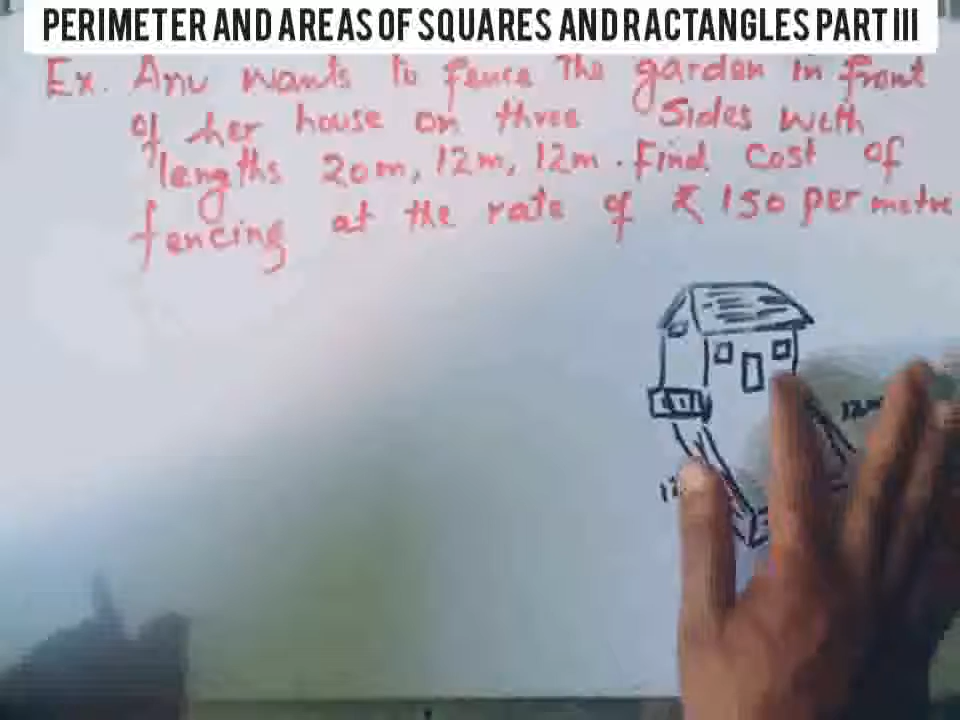 PERIMETER AND AREAS OF SQUARES AND RACTANGLES PART III
Ex. Anu wants to fence the garden in front
of her house on three sides with
lengths 20m, 12m, 12m. Find cost of
fencing at the rate of ₹ 150 per metre
12m